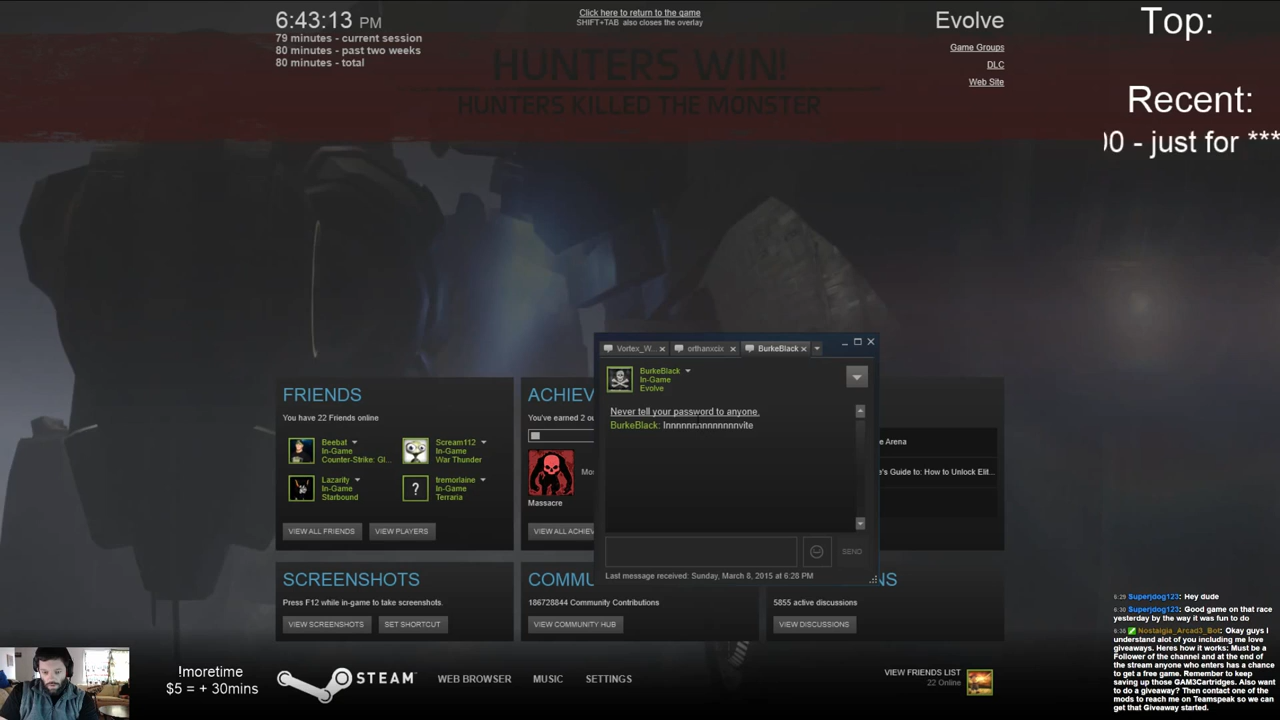 6:43:13 PM
79 minutes - current session
80 minutes - past two weeks
80 minutes - total
Click here to return to the game
SHIFT+TAB also closes the overlay
Evolve
Game Groups
DLC
Web Site
Top:
Recent:
00 - just for ***
HUNTERS WIN!
HUNTERS KILLED THE MONSTER
FRIENDS
You have 22 Friends online
Beebat
In-Game
Counter-Strike: Gl...
Scream112
In-Game
War Thunder
Lazarity
In-Game
Starbound
?
tremorlaine
In-Game
Terraria
VIEW ALL FRIENDS
VIEW PLAYERS
ACHIEV
You've earned 2 ou
Mos
Massacre
VIEW ALL ACHIEV
Vortex_W...
orthanxcix
BurkeBlack
BurkeBlack
In-Game
Evolve
Never tell your password to anyone.
SEND
Last message received: Sunday, March 8, 2015 at 6:28 PM
e Arena
's Guide to: How to Unlock Elit...
SCREENSHOTS
Press F12 while in-game to take screenshots.
VIEW SCREENSHOTS
SET SHORTCUT
COMMU
186728844 Community Contributions
VIEW COMMUNITY HUB
NS
5855 active discussions
VIEW DISCUSSIONS
6:29 Superjdog123: Hey dude
6:30 Superjdog123: Good game on that race
yesterday by the way it was fun to do
Nostalgia_Arcad3_Bot: Okay guys I
understand alot of you including me love
giveaways. Heres how it works: Must be a
Follower of the channel and at the end of
the stream anyone who enters has a chance
to get a free game. Remember to keep
saving up those GAM3Cartridges. Also want
to do a giveaway? Then contact one of the
mods to reach me on Teamspeak so we can
get that Giveaway started.
!moretime
$5 = + 30mins
STEAM
WEB BROWSER
MUSIC
SETTINGS
VIEW FRIENDS LIST
22 Online